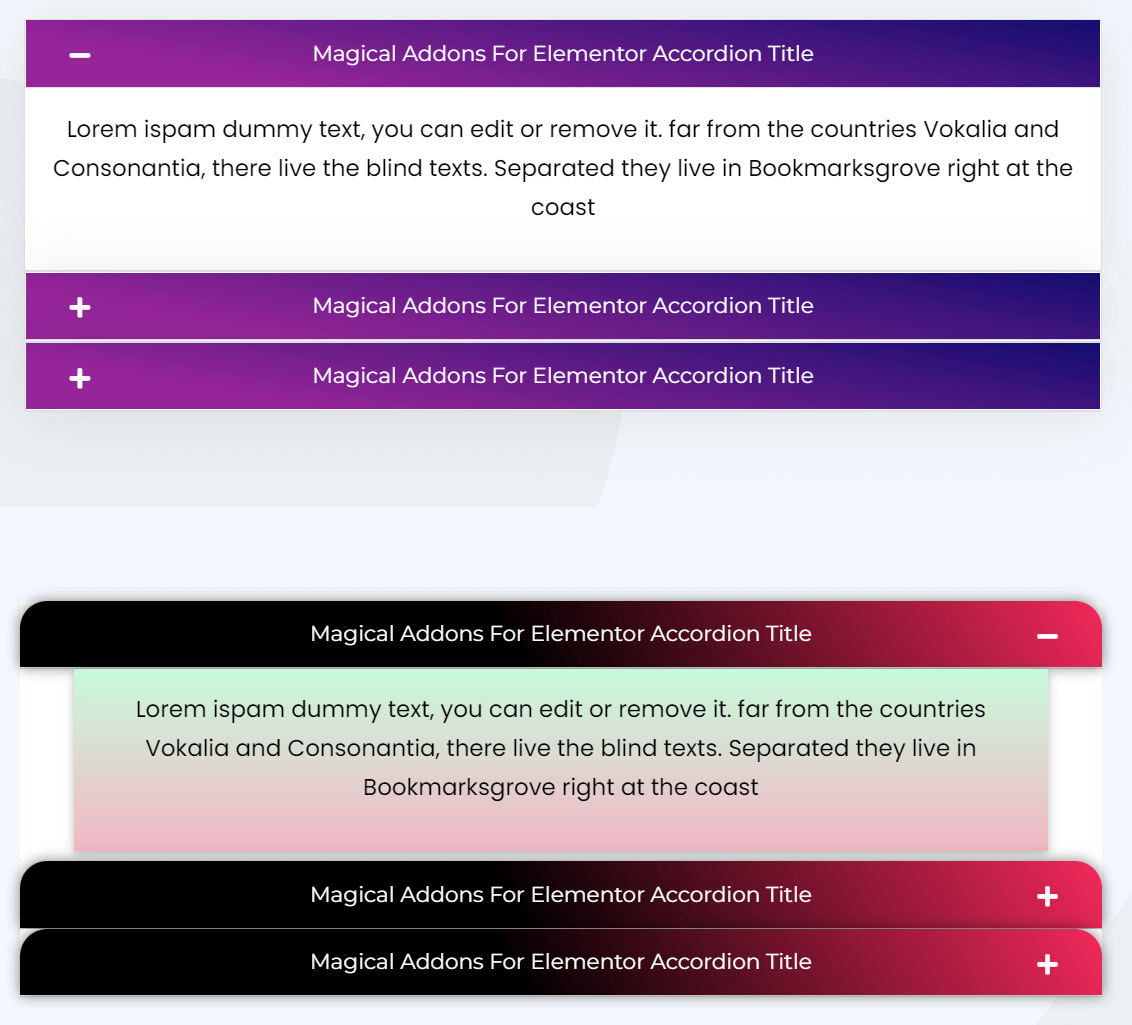 Magical Addons For Elementor Accordion Title
Lorem ispam dummy text, you can edit or remove it. far from the countries Vokalia and
Consonantia, there live the blind texts. Separated they live in Bookmarksgrove right at the
coast
Magical Addons For Elementor Accordion Title
Magical Addons For Elementor Accordion Title
Magical Addons For Elementor Accordion Title
Lorem ispam dummy text, you can edit or remove it. far from the countries
Vokalia and Consonantia, there live the blind texts. Separated they live in
Bookmarksgrove right at the coast
Magical Addons For Elementor Accordion Title
Magical Addons For Elementor Accordion Title